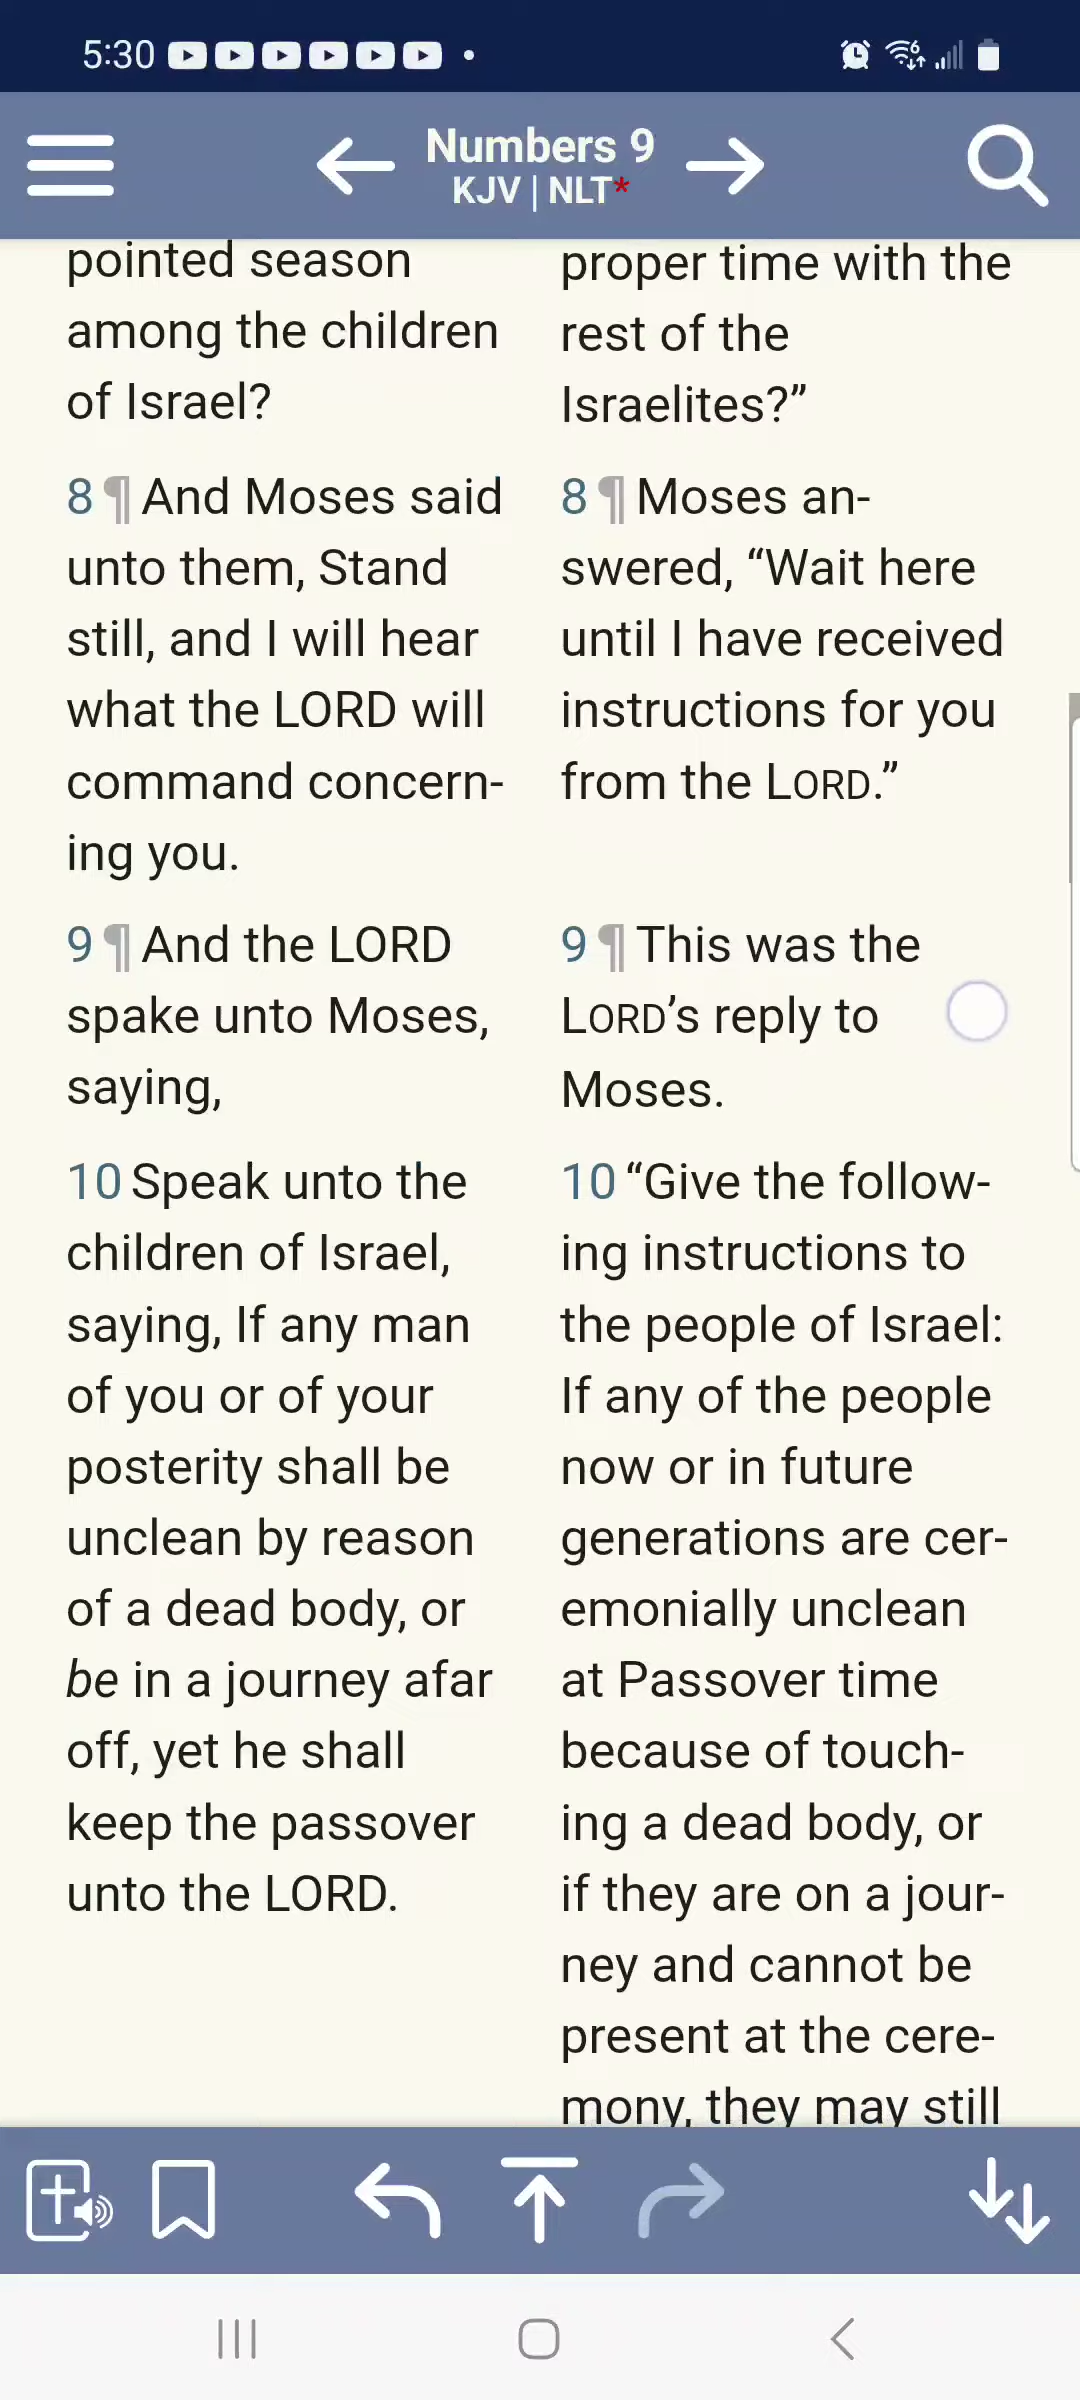 5:30
Numbers 9
KJV | NLT*
pointed season
among the children
of Israel?
8 ¶ And Moses said
unto them, Stand
still, and I will hear
what the LORD will
command concern-
ing you.
9 ¶ And the LORD
spake unto Moses,
saying,
10 Speak unto the
children of Israel,
saying, If any man
of you or of your
posterity shall be
unclean by reason
of a dead body, or
be in a journey afar
off, yet he shall
keep the passover
unto the LORD.
proper time with the
rest of the
Israelites?”
8 ¶ Moses an-
swered, “Wait here
until I have received
instructions for you
from the LORD.”
9 ¶ This was the
LORD’s reply to
Moses.
10 “Give the follow-
ing instructions to
the people of Israel:
If any of the people
now or in future
generations are cer-
emonially unclean
at Passover time
because of touch-
ing a dead body, or
if they are on a jour-
ney and cannot be
present at the cere-
mony, they may still